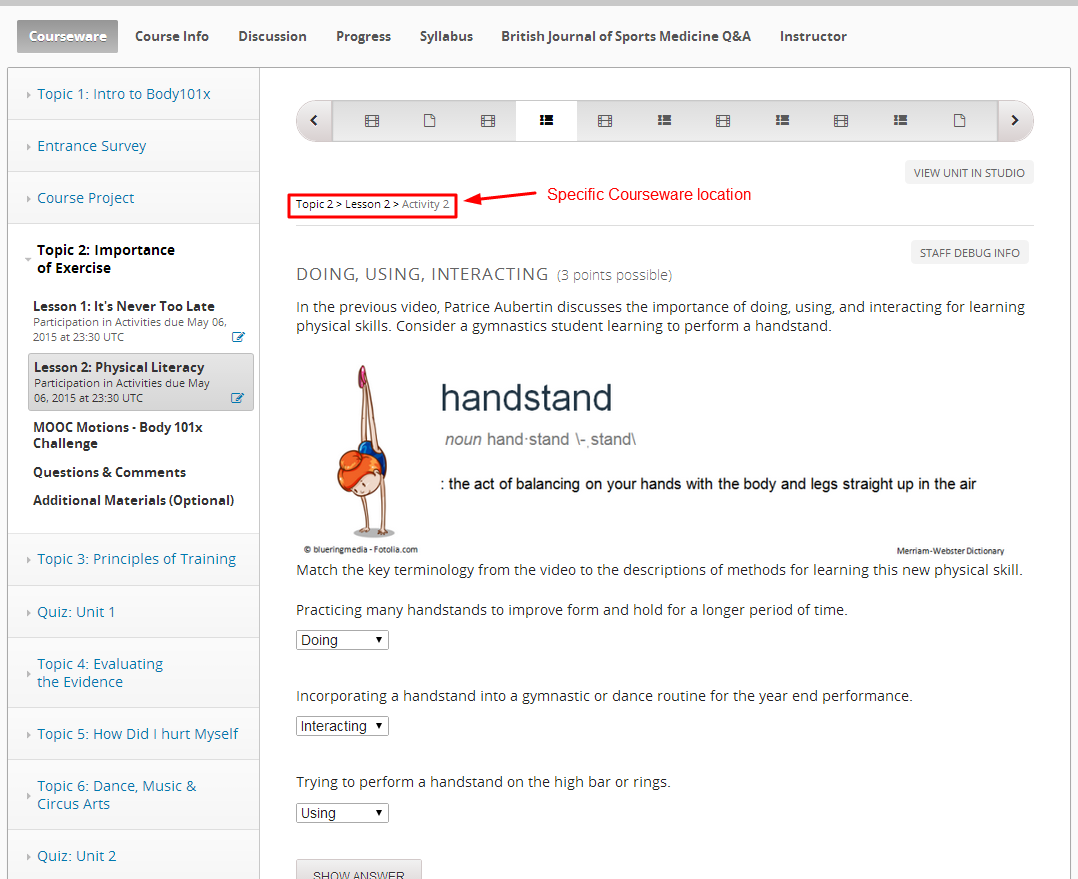 Courseware Course Info Discussion Progress Syllabus British Journal of Sports Medicine Q&A Instructor
Topic 1: Intro to Body101x
Entrance Survey
Course Project
Topic 2: Importance
of Exercise
Lesson 1: It's Never Too Late
Participation in Activities due May 06,
2015 at 23:30 UTC
Lesson 2: Physical Literacy
Participation in Activities due May
06, 2015 at 23:30 UTC
MOOC Motions - Body 101x
Challenge
Questions & Comments
Additional Materials (Optional)
Topic 3: Principles of Training
Quiz: Unit 1
Topic 4: Evaluating
the Evidence
Topic 5: How Did I hurt Myself
Topic 6: Dance, Music &
Circus Arts
Quiz: Unit 2
VIEW UNIT IN STUDIO
Topic 2 > Lesson 2 > Activity 2
Specific Courseware location
STAFF DEBUG INFO
DOING, USING, INTERACTING (3 points possible)
In the previous video, Patrice Aubertin discusses the importance of doing, using, and interacting for learning
physical skills. Consider a gymnastics student learning to perform a handstand.
handstand
noun hand·stand \-ˌstand\
: the act of balancing on your hands with the body and legs straight up in the air
© blueringmedia - Fotolia.com
Merriam-Webster Dictionary
Match the key terminology from the video to the descriptions of methods for learning this new physical skill.
Practicing many handstands to improve form and hold for a longer period of time.
Doing
Incorporating a handstand into a gymnastic or dance routine for the year end performance.
Interacting
Trying to perform a handstand on the high bar or rings.
Using
SHOW ANSWER